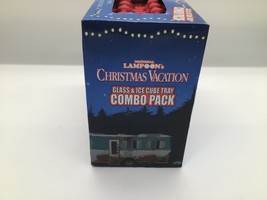 NATIONAL
LAMPOON'S
CHRISTMAS VACATION
GLASS & ICE CUBE TRAY
COMBO PACK